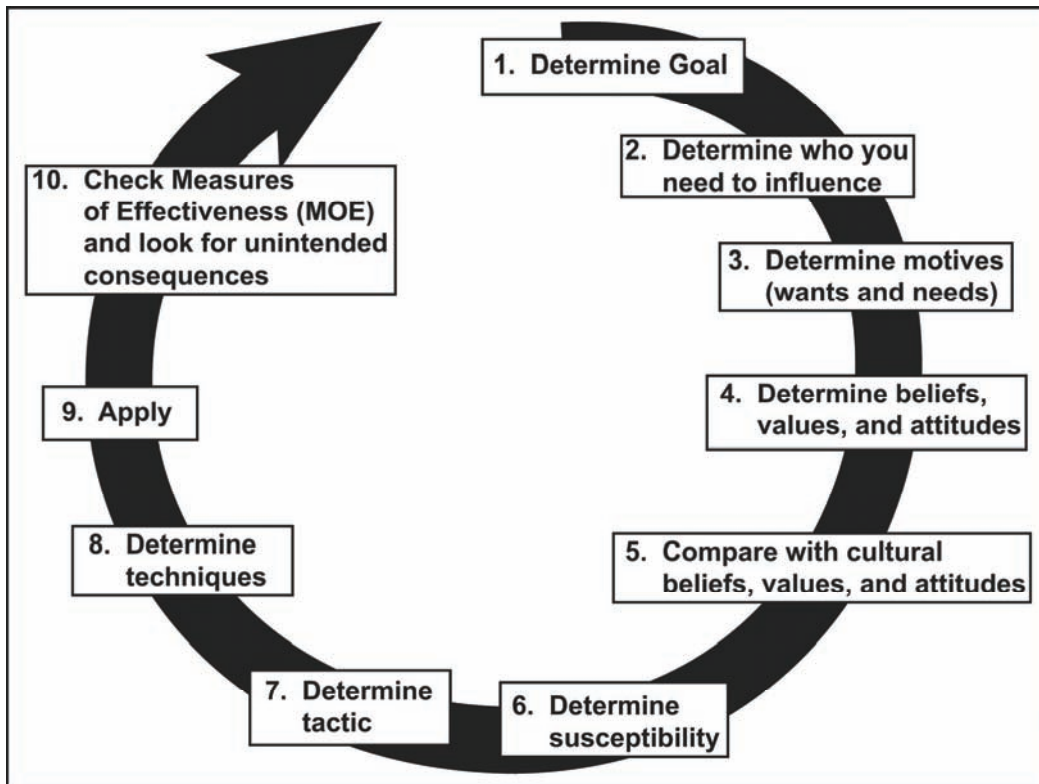 1. Determine Goal
2. Determine who you
need to influence
3. Determine motives
(wants and needs)
4. Determine beliefs,
values, and attitudes
5. Compare with cultural
beliefs, values, and attitudes
6. Determine
susceptibility
7. Determine
tactic
8. Determine
techniques
9. Apply
10. Check Measures
of Effectiveness (MOE)
and look for unintended
consequences